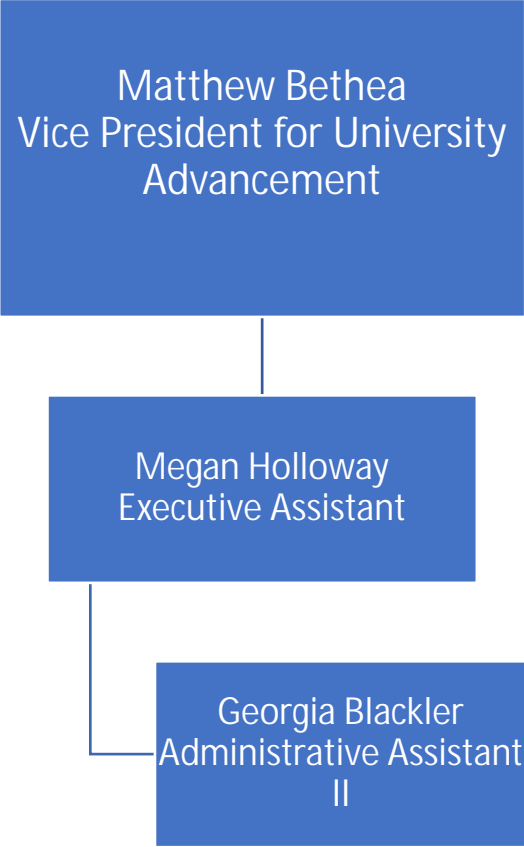 Matthew Bethea
Vice President for University
Advancement
Megan Holloway
Executive Assistant
Georgia Blackler
Administrative Assistant
II